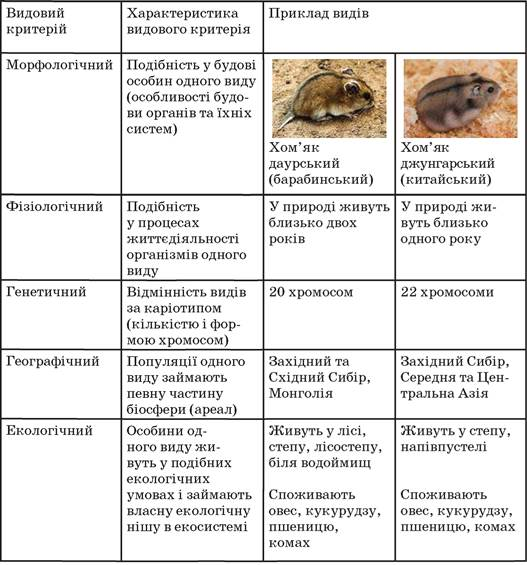 Видовий критерій
Характеристика видового критерія
Приклад видів
Морфологічний
Подібність у будові особин одного виду (особливості будо-
ви органів та їхніх систем)
Хом’як даурський (барабинський)
Хом’як джунгарський (китайський)
Фізіологічний
Подібність у процесах життєдіяльності організмів одного виду
У природі живуть близько двох років
У природі жи-
вуть близько одного року
Генетичний
Відмінність видів за каріотипом (кількістю і фор-
мою хромосом)
20 хромосом
22 хромосоми
Географічний
Популяції одного виду займають певну частину біосфери (ареал)
Західний та Східний Сибір, Монголія
Західний Сибір, Середня та Цен-
тральна Азія
Екологічний
Особини од-
ного виду жи-
вуть у подібних екологічних умовах і займають власну екологічну нішу в екосистемі
Живуть у лісі, степу, лісостепу, біля водоймищ
Споживають овес, кукурудзу, пшеницю, комах
Живуть у степу, напівпустелі
Споживають овес, кукурудзу, пшеницю, комах